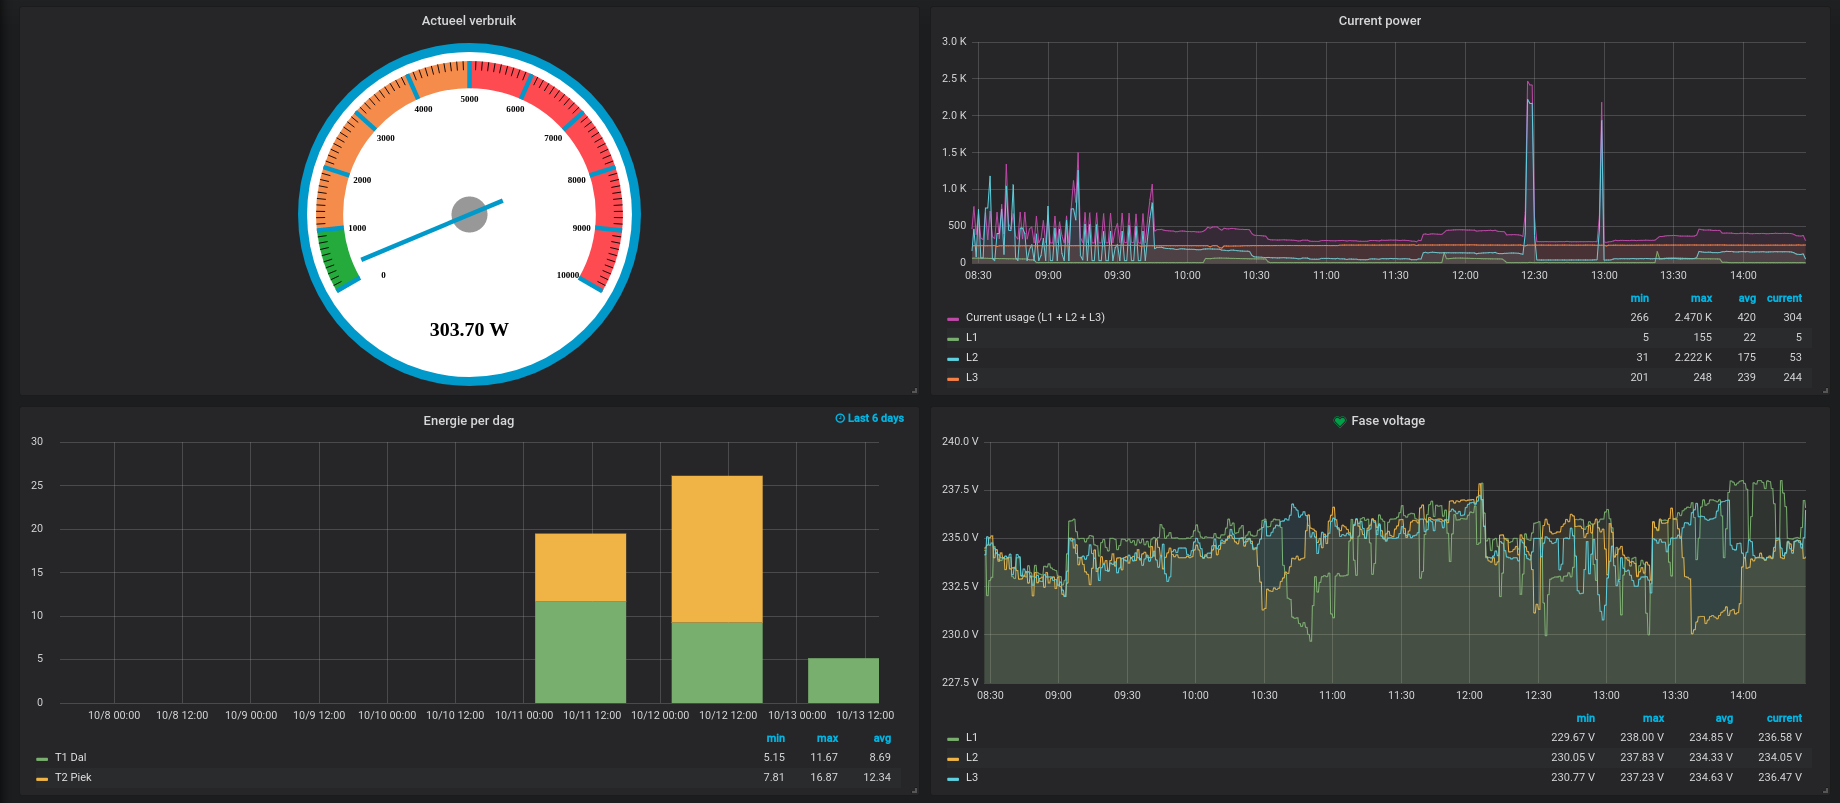 Actueel verbruik
5000
4000 6000
3000 7000
2000 8000
1000 9000
0 10000
303.70 W
Current power
3.0 K
2.5 K
2.0 K
1.5 K
1.0 K
500
0
08:30 09:00 09:30 10:00 10:30 11:00 11:30 12:00 12:30 13:00 13:30 14:00
min max avg current
Current usage (L1 + L2 + L3) 266 2.470 K 420 304
L1 5 155 22 5
L2 31 2.222 K 175 53
L3 201 248 239 244
Energie per dag
Last 6 days
30
25
20
15
10
5
0
10/8 00:00 10/8 12:00 10/9 00:00 10/9 12:00 10/10 00:00 10/10 12:00 10/11 00:00 10/11 12:00 10/12 00:00 10/12 12:00 10/13 00:00 10/13 12:00
min max avg
T1 Dal 5.15 11.67 8.69
T2 Piek 7.81 16.87 12.34
Fase voltage
240.0 V
237.5 V
235.0 V
232.5 V
230.0 V
227.5 V
08:30 09:00 09:30 10:00 10:30 11:00 11:30 12:00 12:30 13:00 13:30 14:00
min max avg current
L1 229.67 V 238.00 V 234.85 V 236.58 V
L2 230.05 V 237.83 V 234.33 V 234.05 V
L3 230.77 V 237.23 V 234.63 V 236.47 V